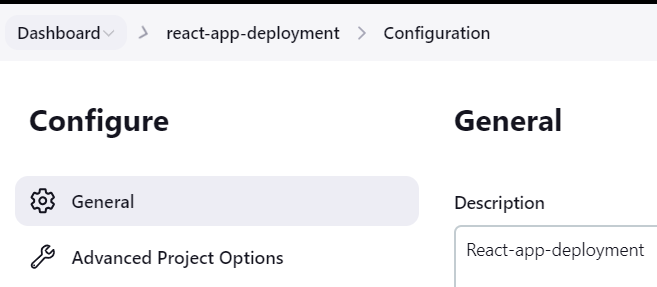 Dashboard > react-app-deployment > Configuration
Configure
General
General
Description
Advanced Project Options
React-app-deployment